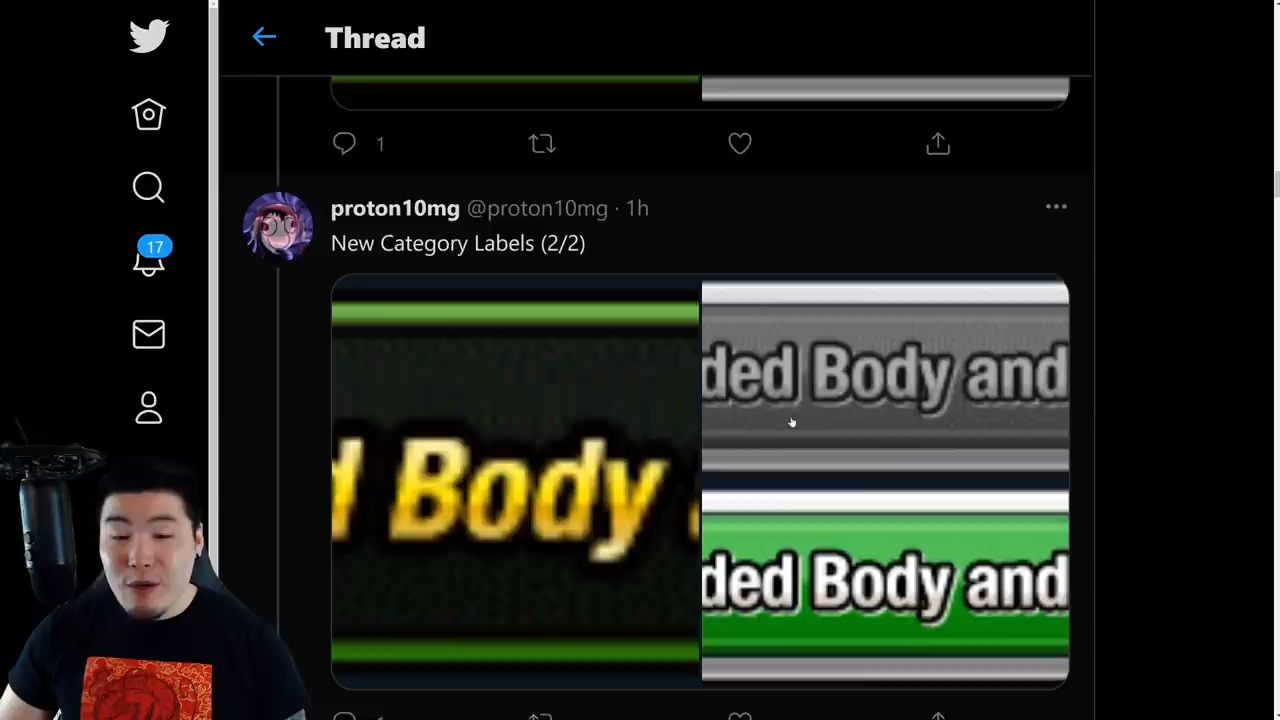 Thread
1
proton10mg @proton10mg · 1h
17
New Category Labels (2/2)
ded Body and
d Body
ded Body and